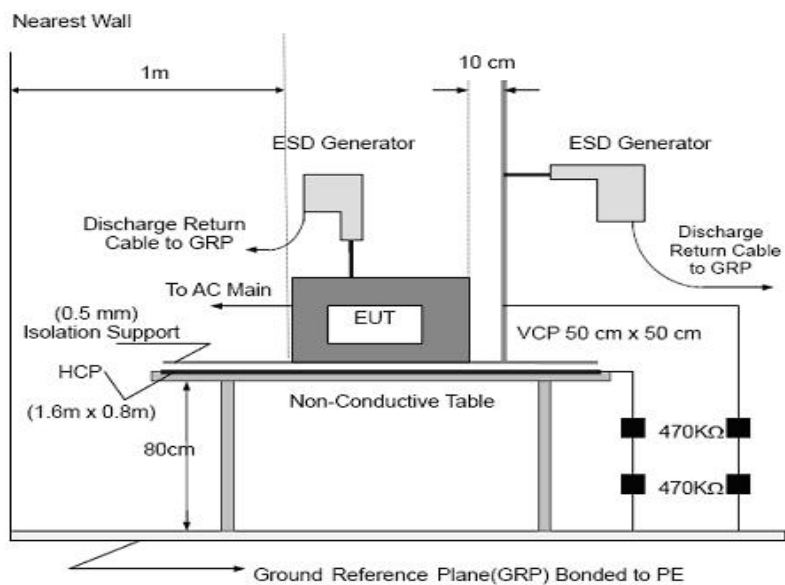 Nearest Wall
1m
10 cm
ESD Generator
ESD Generator
Discharge Return
Cable to GRP
Discharge
Return Cable
to GRP
To AC Main
(0.5 mm)
Isolation Support
EUT
VCP 50 cm x 50 cm
HCP
(1.6m x 0.8m)
Non-Conductive Table
80cm
470KΩ
470KΩ
Ground Reference Plane(GRP) Bonded to PE